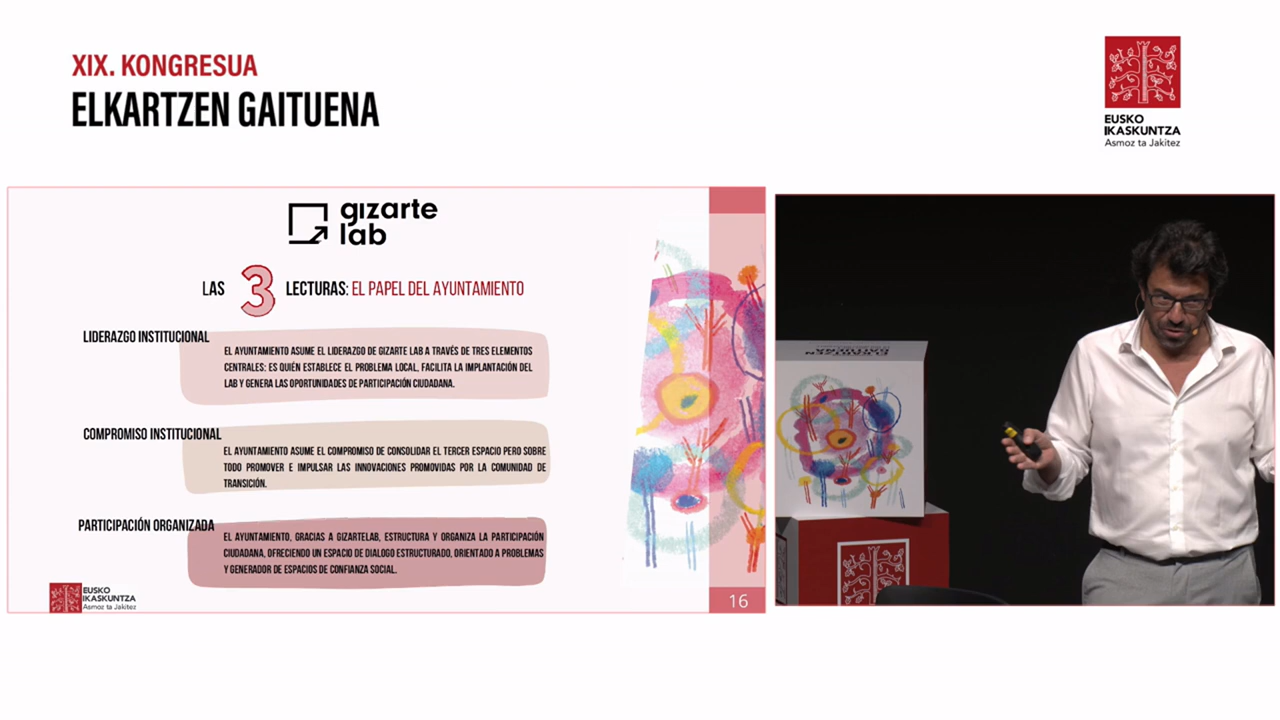 XIX. KONGRESUA
ELKARTZEN GAITUENA
EUSKO
IKASKUNTZA
Asmoz ta Jakitez
gizarte
lab
LAS 3 LECTURAS: EL PAPEL DEL AYUNTAMIENTO
LIDERAZGO INSTITUCIONAL
EL AYUNTAMIENTO ASUME EL LIDERAZGO DE GIZARTE LAB A TRAVÉS DE TRES ELEMENTOS
CENTRALES: ES QUIÉN ESTABLECE EL PROBLEMA LOCAL, FACILITA LA IMPLANTACIÓN DEL
LAB Y GENERA LAS OPORTUNIDADES DE PARTICIPACIÓN CIUDADANA.
COMPROMISO INSTITUCIONAL
EL AYUNTAMIENTO ASUME EL COMPROMISO DE CONSOLIDAR EL TERCER ESPACIO PERO SOBRE
TODO PROMOVER E IMPULSAR LAS INNOVACIONES PROMOVIDAS POR LA COMUNIDAD DE
TRANSICIÓN.
PARTICIPACIÓN ORGANIZADA
EL AYUNTAMIENTO, GRACIAS A GIZARTELAB, ESTRUCTURA Y ORGANIZA LA PARTICIPACIÓN
CIUDADANA, OFRECIENDO UN ESPACIO DE DIALOGO ESTRUCTURADO, ORIENTADO A PROBLEMAS
Y GENERADOR DE ESPACIOS DE CONFIANZA SOCIAL.
EUSKO
IKASKUNTZA
Asmoz ta Jakitez
16
ELKARTZEN
GAITUENA